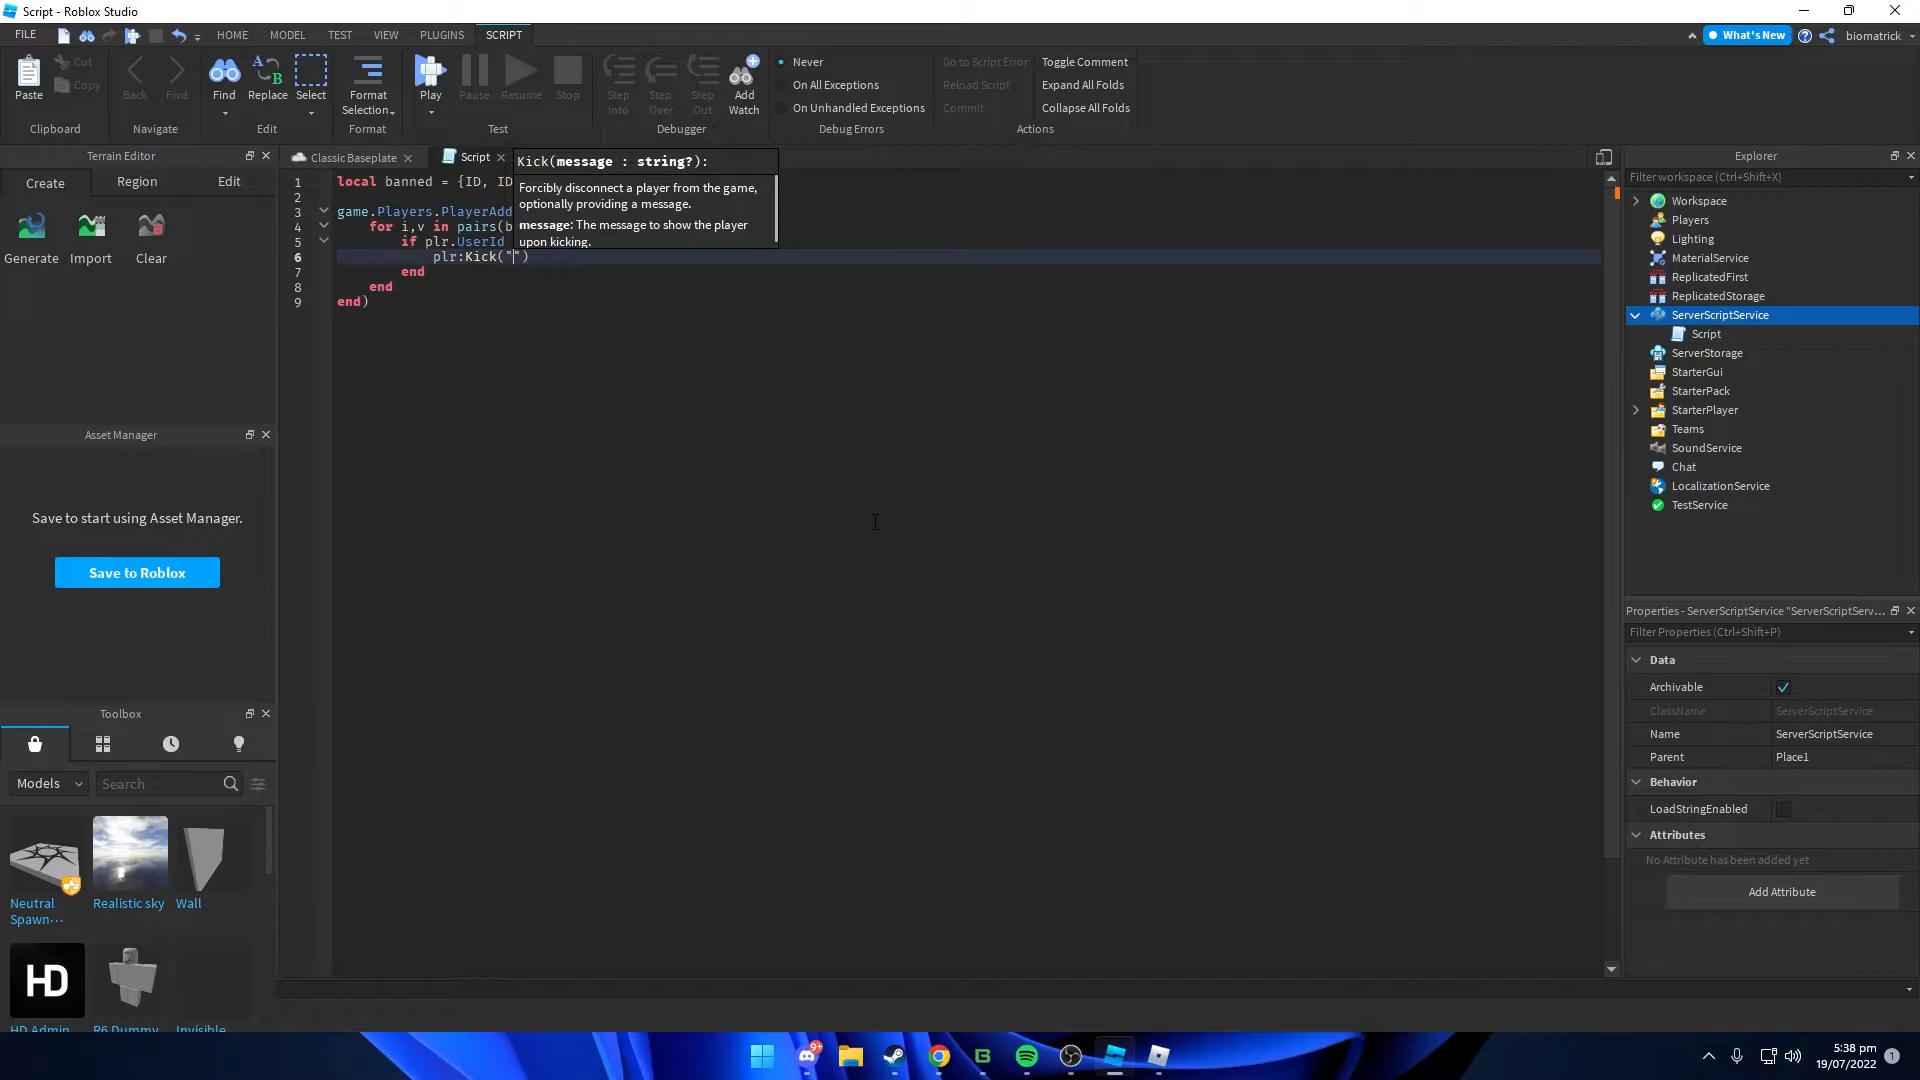 Script - Roblox Studio
FILE HOME MODEL TEST VIEW PLUGINS SCRIPT What's New biomatrick
Paste Cut Copy Back Fwd Find Replace Select Format Selection Play Pause Resume Stop Step Into Step Over Step Out Add Watch
Never
On All Exceptions
On Unhandled Exceptions
Go to Script Error
Reload Script
Commit
Toggle Comment
Expand All Folds
Collapse All Folds
Clipboard Navigate Edit Format Test Debugger Debug Errors Actions
Terrain Editor
Create Region Edit
Generate Import Clear
Asset Manager
Save to start using Asset Manager.
Save to Roblox
Toolbox
Models Search
Neutral Spawn...
Realistic sky
Wall
HD
HD Admin R6 Dummy Invisible
Classic Baseplate Script
Kick(message : string?):
Forcibly disconnect a player from the game,
optionally providing a message.
message: The message to show the player
upon kicking.
1 local banned = {ID, ID
2
3 game.Players.PlayerAdd
4 for i,v in pairs(b
5 if plr.UserId
6 plr:Kick("")
7 end
8 end
9 end)
Explorer
Filter workspace (Ctrl+Shift+X)
Workspace
Players
Lighting
MaterialService
ReplicatedFirst
ReplicatedStorage
ServerScriptService
Script
ServerStorage
StarterGui
StarterPack
StarterPlayer
Teams
SoundService
Chat
LocalizationService
TestService
Properties - ServerScriptService "ServerScriptServ...
Filter Properties (Ctrl+Shift+P)
Data
Archivable
ClassName ServerScriptService
Name ServerScriptService
Parent Place1
Behavior
LoadStringEnabled
Attributes
No Attribute has been added yet
Add Attribute
9+
5:38 pm
19/07/2022
1